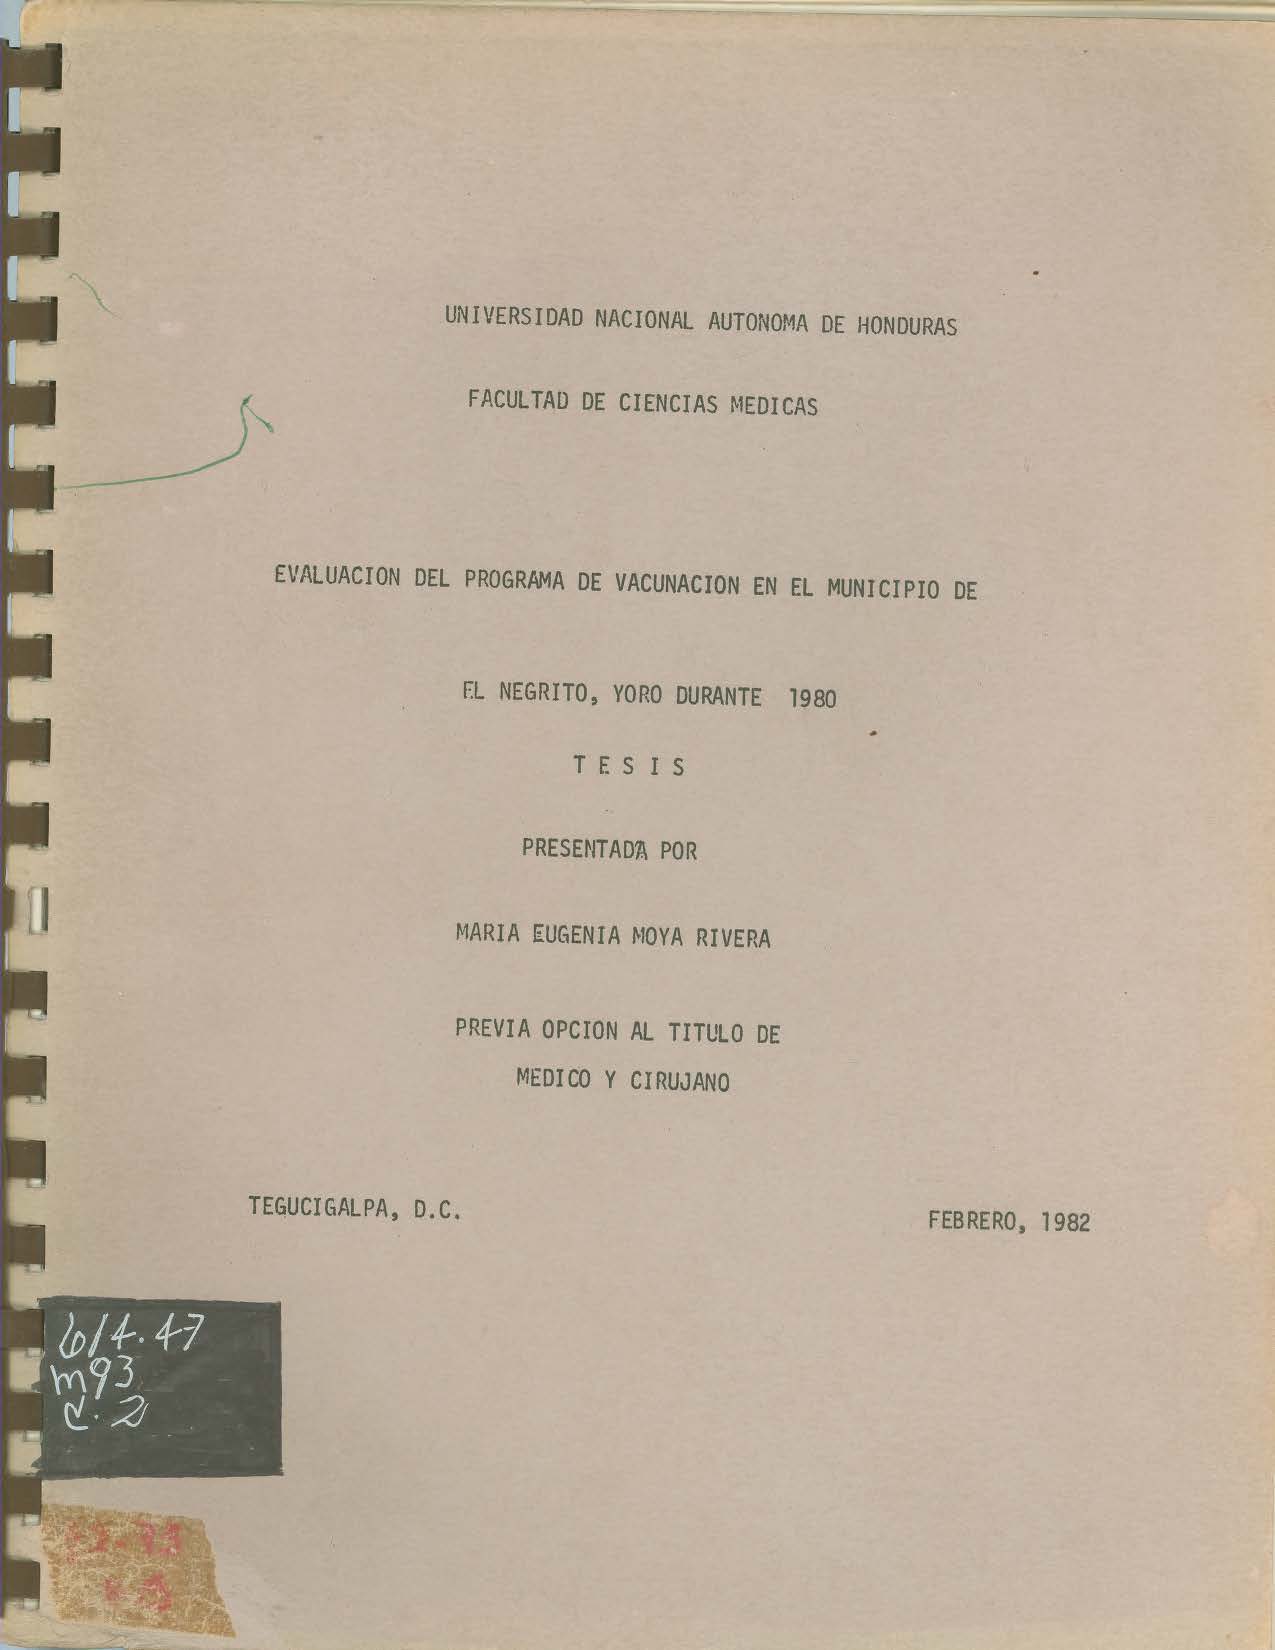 UNIVERSIDAD NACIONAL AUTONOMA DE HONDURAS
FACULTAD DE CIENCIAS MEDICAS
EVALUACION DEL PROGRAMA DE VACUNACION EN EL MUNICIPIO DE
EL NEGRITO, YORO DURANTE 1980
T E S I S
PRESENTADA POR
MARIA EUGENIA MOYA RIVERA
PREVIA OPCION AL TITULO DE
MEDICO Y CIRUJANO
TEGUCIGALPA, D.C.
FEBRERO, 1982
614.47
m93
c.2